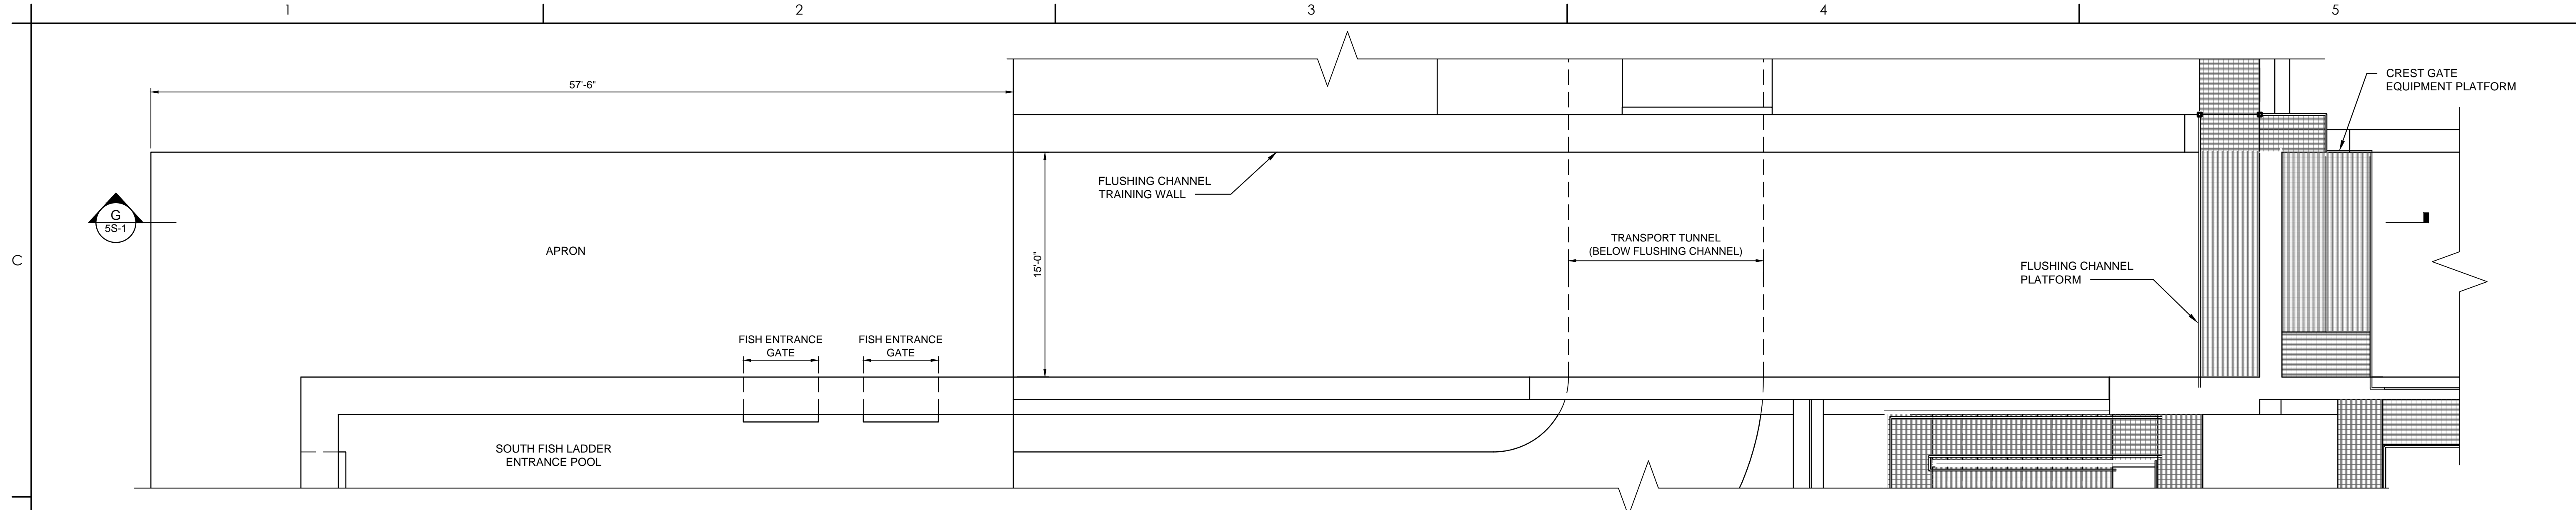 1
2
3
4
5
57'-6"
CREST GATE
EQUIPMENT PLATFORM
FLUSHING CHANNEL
TRAINING WALL
G
5S-1
C
APRON
15'-0"
TRANSPORT TUNNEL
(BELOW FLUSHING CHANNEL)
FLUSHING CHANNEL
PLATFORM
FISH ENTRANCE
GATE
FISH ENTRANCE
GATE
SOUTH FISH LADDER
ENTRANCE POOL